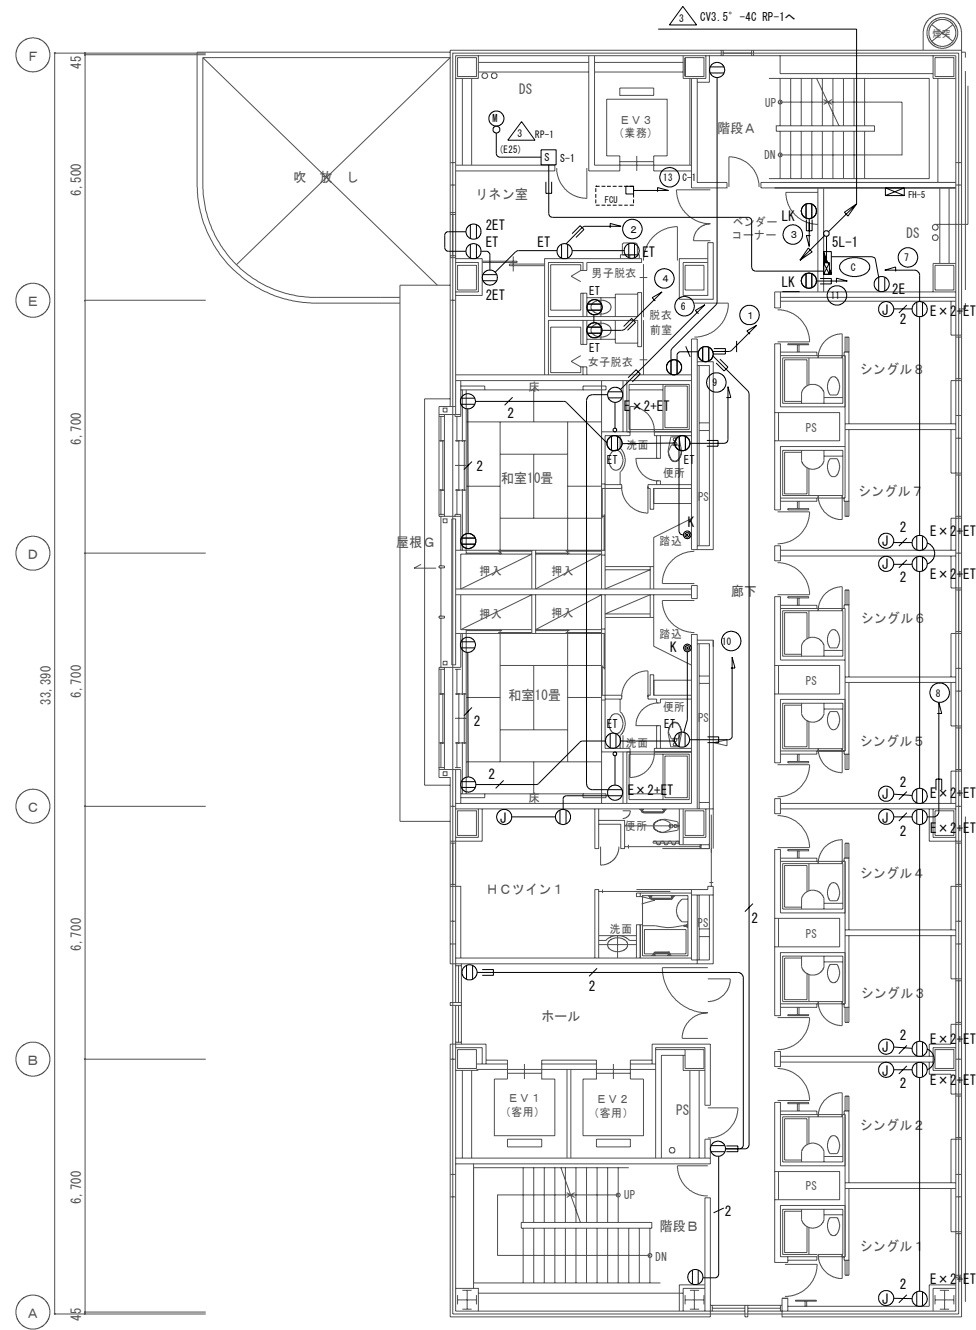 3 CV3.5°-4C RP-1へ
煙突
F
45
DS
EV3
(業務)
UP
階段A
DN
M
3 RP-1
(E25)
S S-1
6,500
吹 放 し
リネン室
FCU
13 C-1
FH-5
LK
ベンダー
コーナー
3
DS
2ET
ET
ET
2
ET
5L-1
7
C
2ET
LK
2E
11
男子脱衣
4
ET
E
6
脱衣
前室
1
J
2
E×2+ET
ET
女子脱衣
9
シングル8
床
2
E×2+ET
PS
6,700
洗面
ET
ET
便所
2
和室10畳
PS
シングル7
K
踏込
2
E×2+ET
J
屋根G
D
押入
押入
J
2
E×2+ET
廊下
押入
押入
シングル6
踏込
K
10
33,390
6,700
PS
和室10畳
8
便所
PS
2
ET
ET
洗面
シングル5
2
E×2+ET
2
J
E×2+ET
C
床
J
J
2
E×2+ET
便所
シングル4
HCツイン1
6,700
洗面
PS
2
PS
2
シングル3
ホール
2
E×2+ET
J
B
J
2
E×2+ET
EV1
(客用)
EV2
(客用)
PS
シングル2
6,700
PS
UP
2
階段B
シングル1
DN
2
E×2+ET
J
A
45